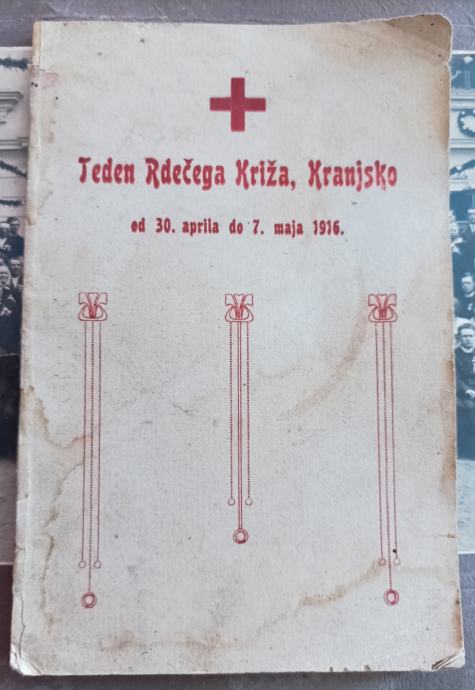 Teden Rdečega Križa, Kranjsko
od 30. aprila do 7. maja 1916.